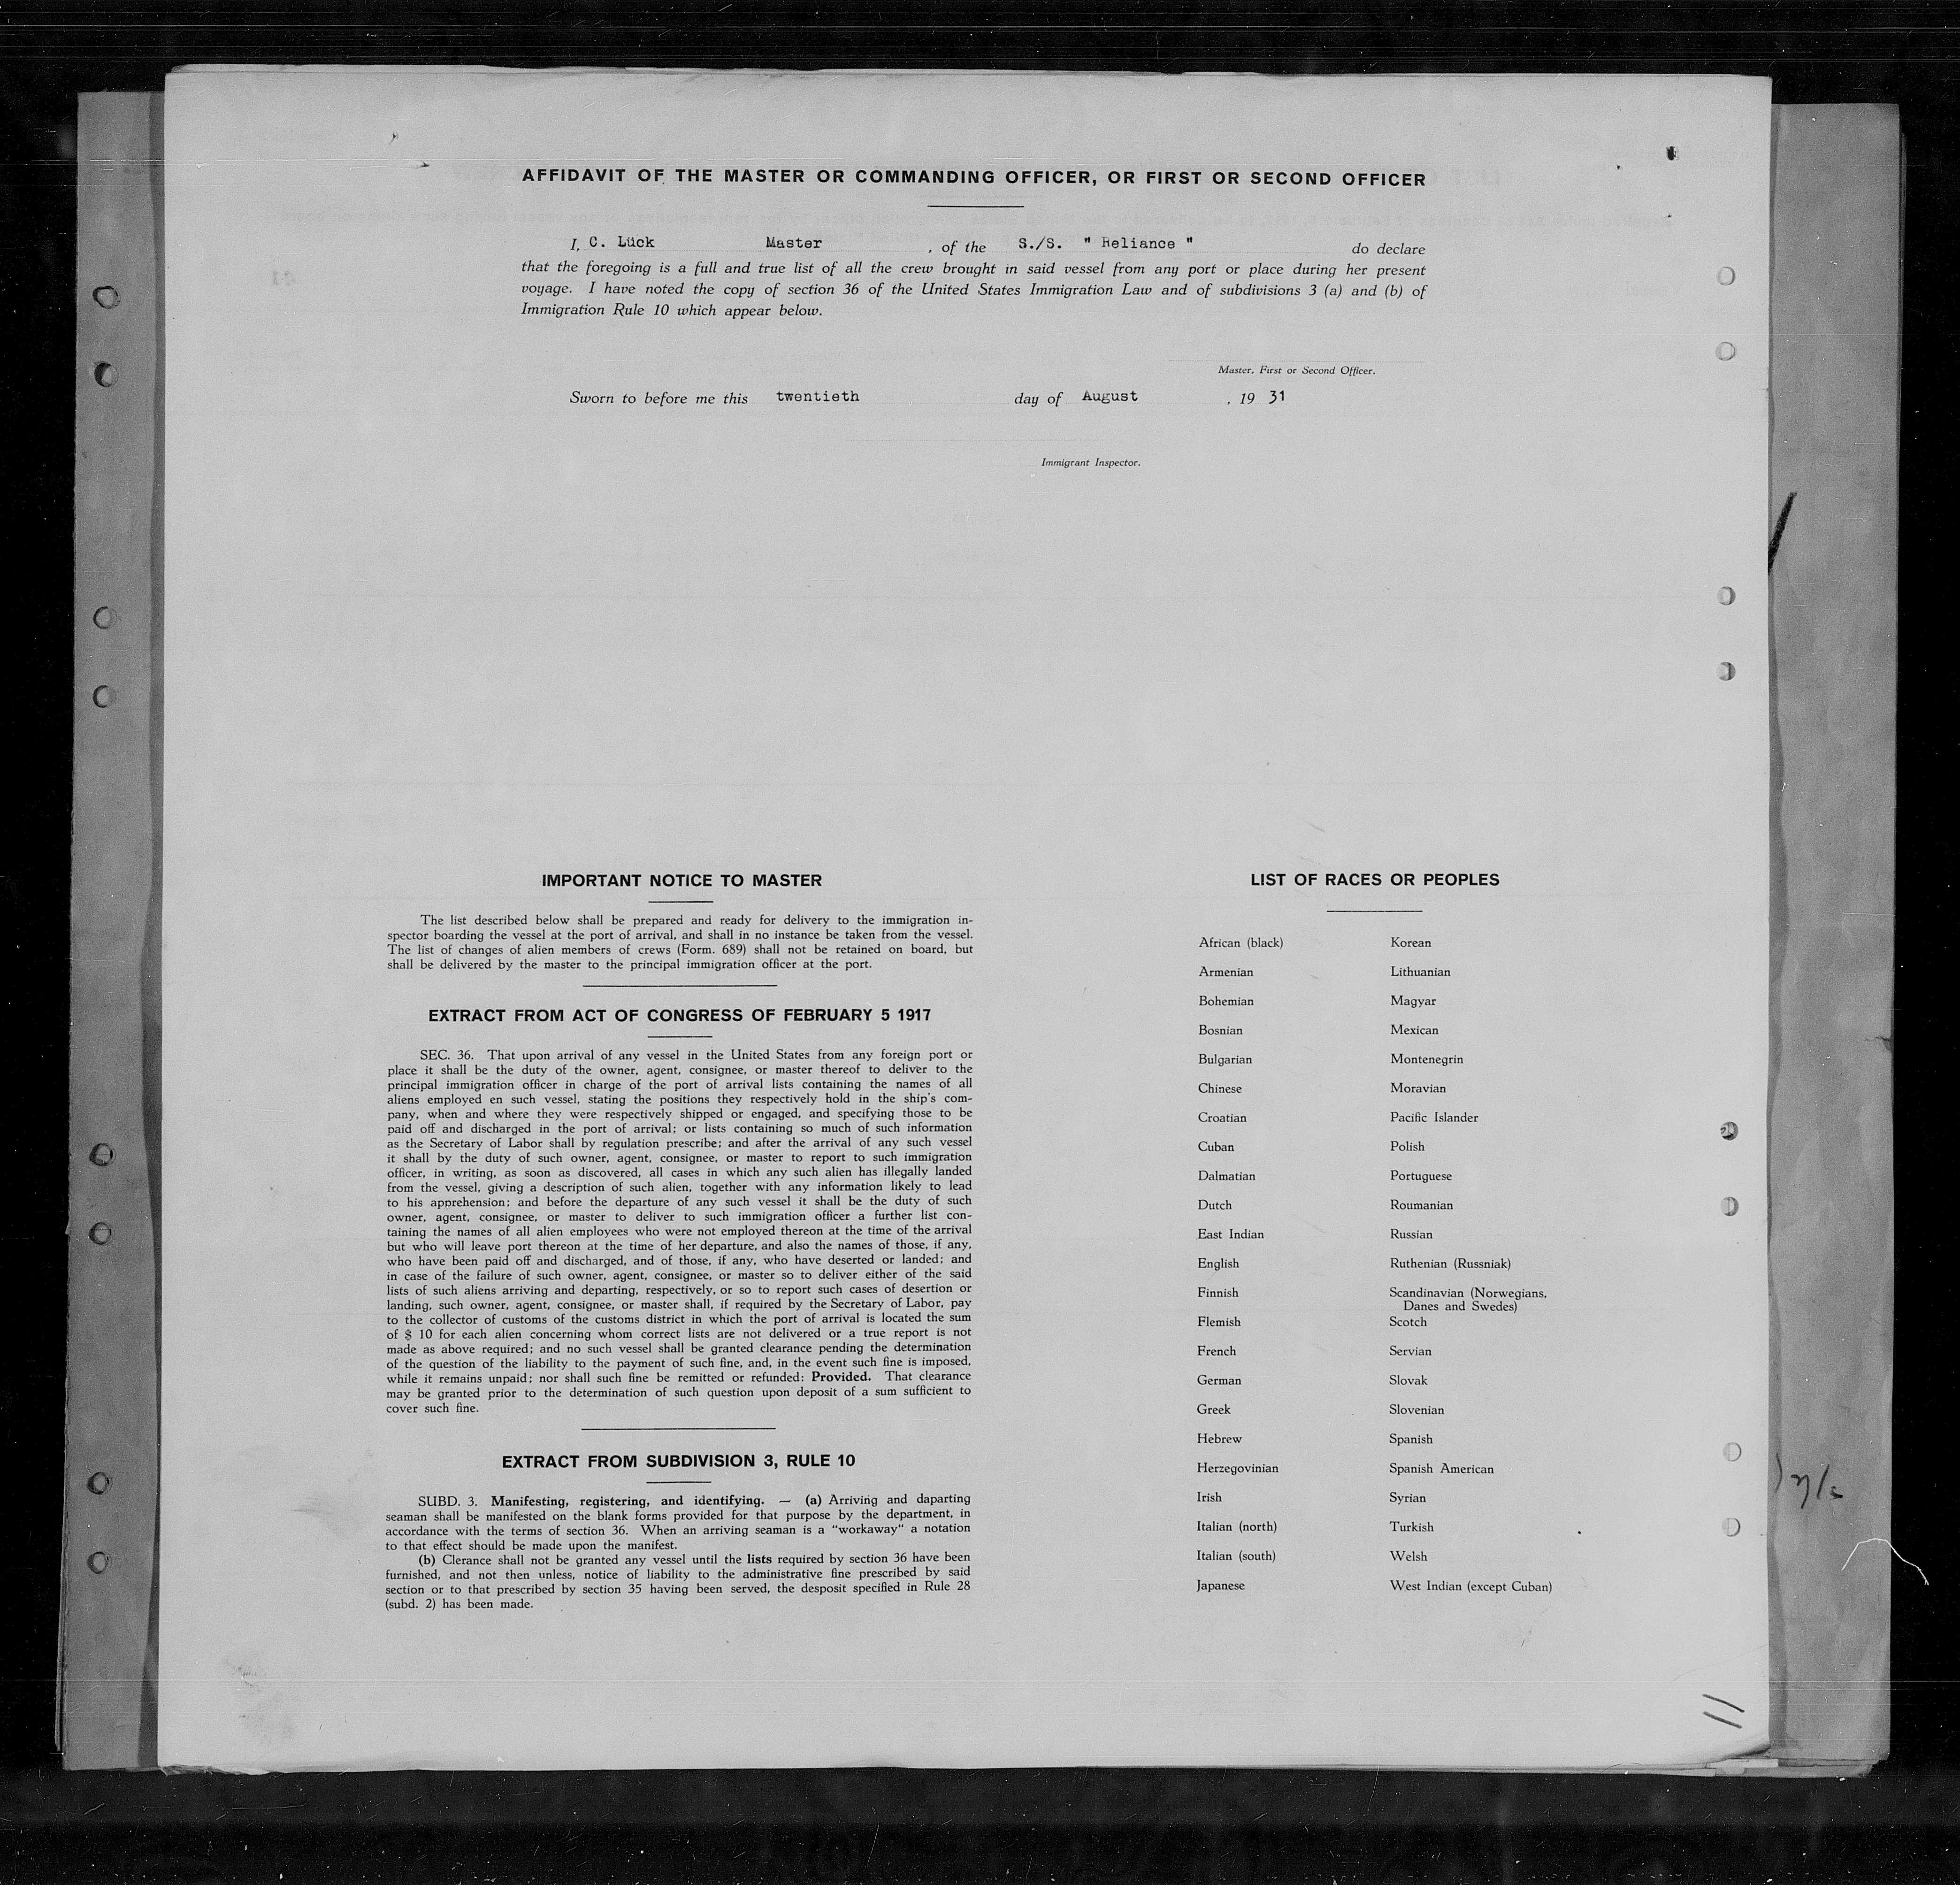 AFFIDAVIT OF THE MASTER OR COMMANDING OFFICER, OR FIRST OR SECOND OFFICER
I, C. Lück Master , of the S./S. " Reliance " do declare
that the foregoing is a full and true list of all the crew brought in said vessel from any port or place during her present
voyage. I have noted the copy of section 36 of the United States Immigration Law and of subdivisions 3 (a) and (b) of
Immigration Rule 10 which appear below.
Master, First or Second Officer.
Sworn to before me this twentieth day of August , 19 31
Immigrant Inspector.
IMPORTANT NOTICE TO MASTER
The list described below shall be prepared and ready for delivery to the immigration in-
spector boarding the vessel at the port of arrival, and shall in no instance be taken from the vessel.
The list of changes of alien members of crews (Form. 689) shall not be retained on board, but
shall be delivered by the master to the principal immigration officer at the port.
EXTRACT FROM ACT OF CONGRESS OF FEBRUARY 5 1917
SEC. 36. That upon arrival of any vessel in the United States from any foreign port or
place it shall be the duty of the owner, agent, consignee, or master thereof to deliver to the
principal immigration officer in charge of the port of arrival lists containing the names of all
aliens employed en such vessel, stating the positions they respectively hold in the ship's com-
pany, when and where they were respectively shipped or engaged, and specifying those to be
paid off and discharged in the port of arrival; or lists containing so much of such information
as the Secretary of Labor shall by regulation prescribe; and after the arrival of any such vessel
it shall by the duty of such owner, agent, consignee, or master to report to such immigration
officer, in writing, as soon as discovered, all cases in which any such alien has illegally landed
from the vessel, giving a description of such alien, together with any information likely to lead
to his apprehension; and before the departure of any such vessel it shall be the duty of such
owner, agent, consignee, or master to deliver to such immigration officer a further list con-
taining the names of all alien employees who were not employed thereon at the time of the arrival
but who will leave port thereon at the time of her departure, and also the names of those, if any,
who have been paid off and discharged, and of those, if any, who have deserted or landed; and
in case of the failure of such owner, agent, consignee, or master so to deliver either of the said
lists of such aliens arriving and departing, respectively, or so to report such cases of desertion or
landing, such owner, agent, consignee, or master shall, if required by the Secretary of Labor, pay
to the collector of customs of the customs district in which the port of arrival is located the sum
of $ 10 for each alien concerning whom correct lists are not delivered or a true report is not
made as above required; and no such vessel shall be granted clearance pending the determination
of the question of the liability to the payment of such fine, and, in the event such fine is imposed,
while it remains unpaid; nor shall such fine be remitted or refunded: Provided. That clearance
may be granted prior to the determination of such question upon deposit of a sum sufficient to
cover such fine.
EXTRACT FROM SUBDIVISION 3, RULE 10
SUBD. 3. Manifesting, registering, and identifying. — (a) Arriving and daparting
seaman shall be manifested on the blank forms provided for that purpose by the department, in
accordance with the terms of section 36. When an arriving seaman is a "workaway" a notation
to that effect should be made upon the manifest.
(b) Clerance shall not be granted any vessel until the lists required by section 36 have been
furnished, and not then unless, notice of liability to the administrative fine prescribed by said
section or to that prescribed by section 35 having been served, the desposit specified in Rule 28
(subd. 2) has been made.
LIST OF RACES OR PEOPLES
African (black)
Armenian
Bohemian
Bosnian
Bulgarian
Chinese
Croatian
Cuban
Dalmatian
Dutch
East Indian
English
Finnish
Flemish
French
German
Greek
Hebrew
Herzegovinian
Irish
Italian (north)
Italian (south)
Japanese
Korean
Lithuanian
Magyar
Mexican
Montenegrin
Moravian
Pacific Islander
Polish
Portuguese
Roumanian
Russian
Ruthenian (Russniak)
Scandinavian (Norwegians,
Danes and Swedes)
Scotch
Servian
Slovak
Slovenian
Spanish
Spanish American
Syrian
Turkish
Welsh
West Indian (except Cuban)